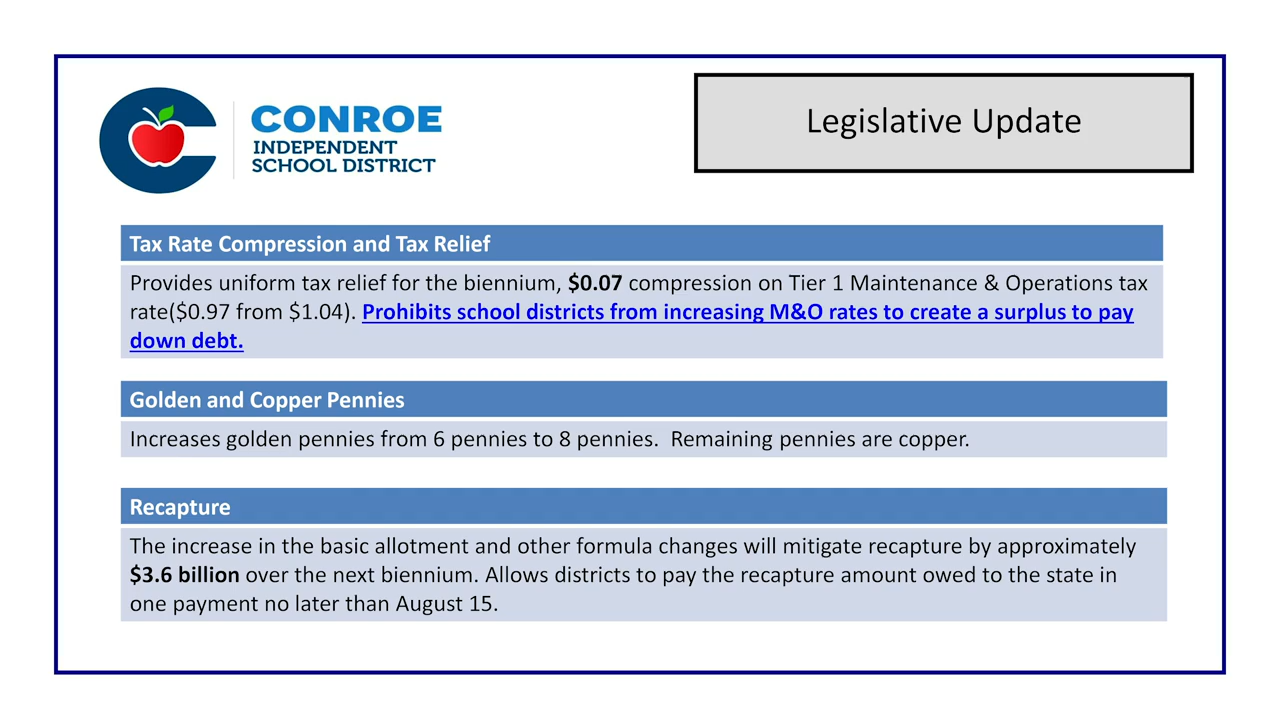 CONROE
INDEPENDENT
SCHOOL DISTRICT
Legislative Update
Tax Rate Compression and Tax Relief
Provides uniform tax relief for the biennium, $0.07 compression on Tier 1 Maintenance & Operations tax
rate($0.97 from $1.04). Prohibits school districts from increasing M&O rates to create a surplus to pay
down debt.
Golden and Copper Pennies
Increases golden pennies from 6 pennies to 8 pennies.  Remaining pennies are copper.
Recapture
The increase in the basic allotment and other formula changes will mitigate recapture by approximately
$3.6 billion over the next biennium. Allows districts to pay the recapture amount owed to the state in
one payment no later than August 15.